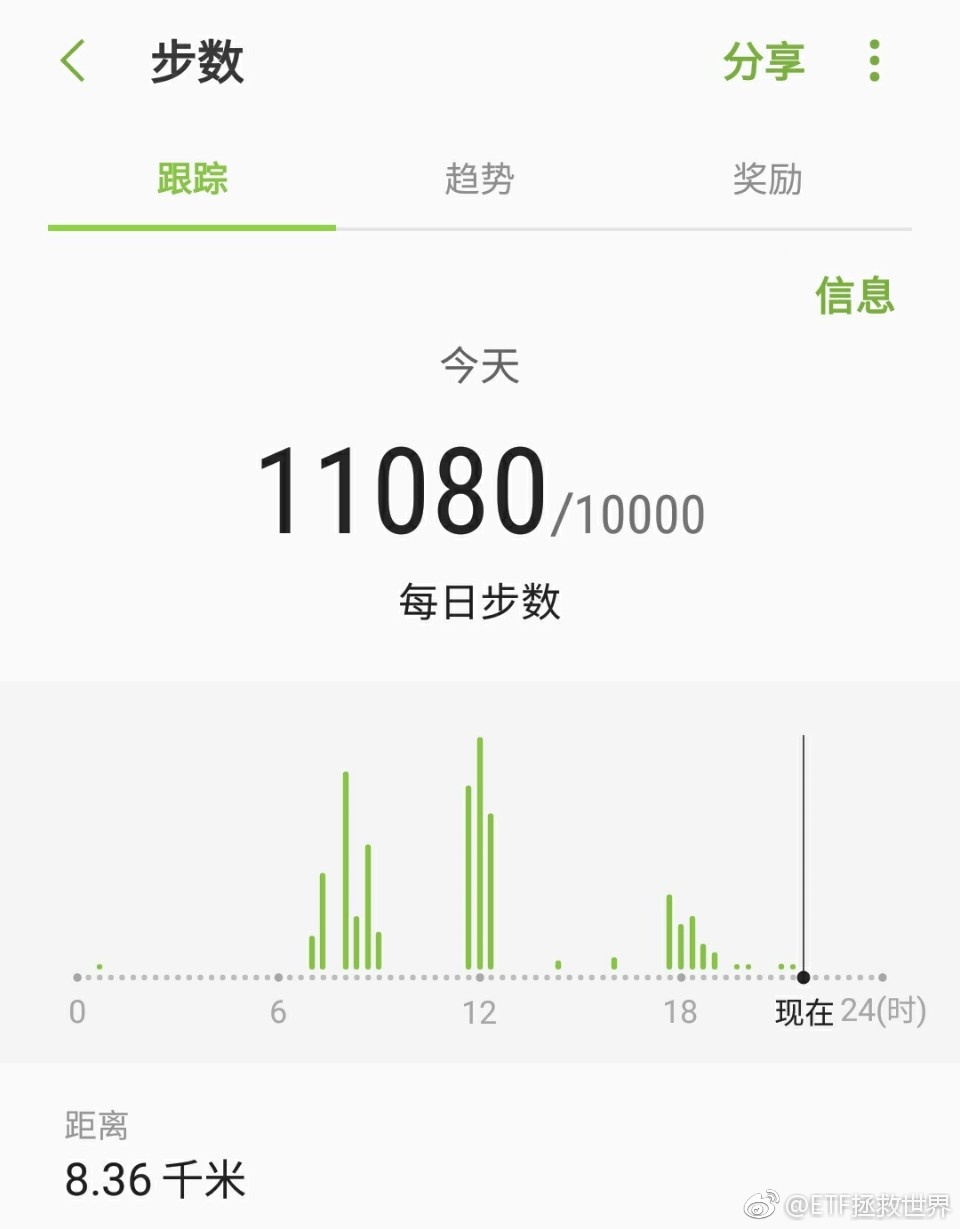 步数 分享
跟踪 趋势 奖励
信息
今天
11080/10000
每日步数
0 6 12 18 现在 24(时)
距离
8.36 千米
@ETF拯救世界